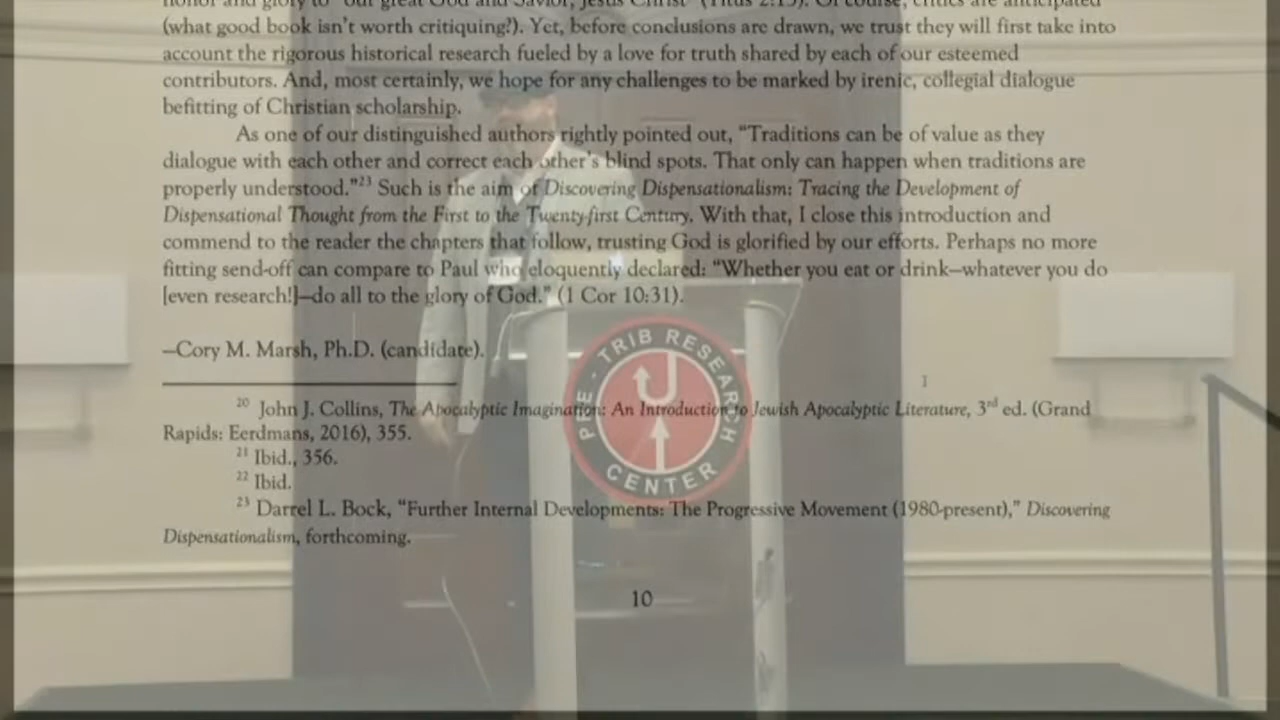 honor and glory to "our great God and Savior, Jesus Christ" (Titus 2:13). Of course, critics are anticipated
(what good book isn't worth critiquing?). Yet, before conclusions are drawn, we trust they will first take into
account the rigorous historical research fueled by a love for truth shared by each of our esteemed
contributors. And, most certainly, we hope for any challenges to be marked by irenic, collegial dialogue
befitting of Christian scholarship.
As one of our distinguished authors rightly pointed out, "Traditions can be of value as they
dialogue with each other and correct each other's blind spots. That only can happen when traditions are
properly understood."23 Such is the aim of Discovering Dispensationalism: Tracing the Development of
Dispensational Thought from the First to the Twenty-first Century. With that, I close this introduction and
commend to the reader the chapters that follow, trusting God is glorified by our efforts. Perhaps no more
fitting send-off can compare to Paul who eloquently declared: "Whether you eat or drink—whatever you do
[even research!]—do all to the glory of God." (1 Cor 10:31).
—Cory M. Marsh, Ph.D. (candidate).
20 John J. Collins, The Apocalyptic Imagination: An Introduction to Jewish Apocalyptic Literature, 3rd ed. (Grand
Rapids: Eerdmans, 2016), 355.
21 Ibid., 356.
22 Ibid.
23 Darrel L. Bock, "Further Internal Developments: The Progressive Movement (1980-present)," Discovering
Dispensationalism, forthcoming.
10
PRE-TRIB RESEARCH
CENTER